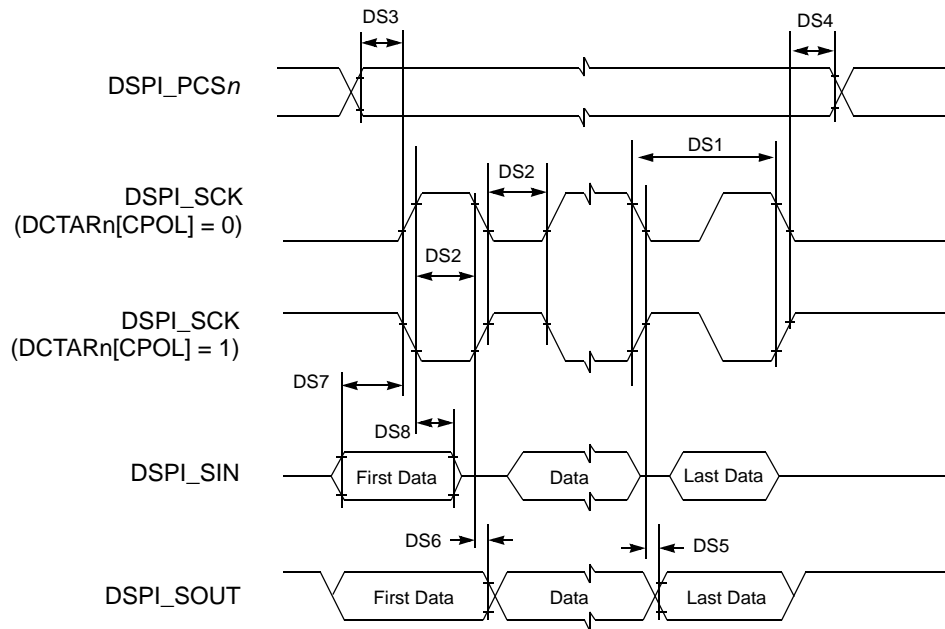 DS3
DS4
DSPI_PCSn
DS1
DS2
DSPI_SCK
(DCTARn[CPOL] = 0)
DS2
DSPI_SCK
(DCTARn[CPOL] = 1)
DS7
DS8
DSPI_SIN
First Data
Data
Last Data
DS6
DS5
DSPI_SOUT
First Data
Data
Last Data